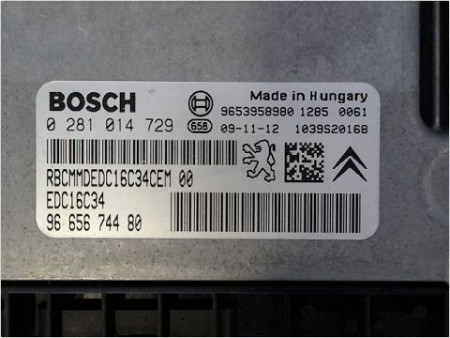 BOSCH
Made in Hungary
9653958980 1285 0061
0 281 014 729 658 09-11-12 1039S20168
RBCMMDEDC16C34CEM 00
EDC16C34
96 656 744 80